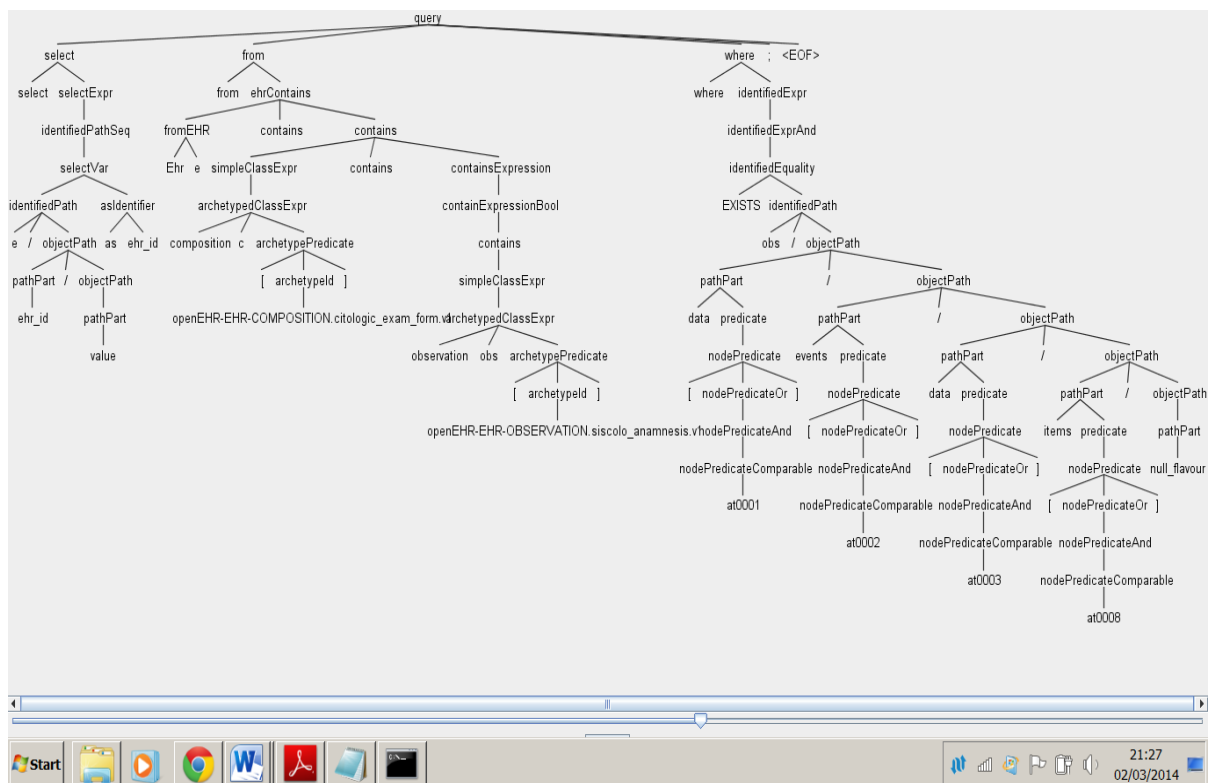 query
select from where ; <EOF>
select selectExpr from ehrContains where identifiedExpr
identifiedPathSeq fromEHR contains contains identifiedExprAnd
selectVar Ehr e simpleClassExpr contains containsExpression identifiedEquality
identifiedPath asIdentifier archetypedClassExpr containExpressionBool EXISTS identifiedPath
e / objectPath as ehr_id composition c archetypePredicate contains obs / objectPath
pathPart / objectPath [ archetypeId ] simpleClassExpr pathPart / objectPath
ehr_id pathPart openEHR-EHR-COMPOSITION.citologic_exam_form.v1 archetypedClassExpr data predicate pathPart / objectPath
value observation obs archetypePredicate nodePredicate events predicate pathPart / objectPath
[ archetypeId ] [ nodePredicateOr ] nodePredicate data predicate pathPart / objectPath
openEHR-EHR-OBSERVATION.siscolo_anamnesis.v1 nodePredicateAnd [ nodePredicateOr ] nodePredicate items predicate pathPart
nodePredicateComparable nodePredicateAnd [ nodePredicateOr ] nodePredicate null_flavour
at0001 nodePredicateComparable nodePredicateAnd [ nodePredicateOr ]
at0002 nodePredicateComparable nodePredicateAnd
at0003 nodePredicateComparable
at0008
Start
21:27
02/03/2014